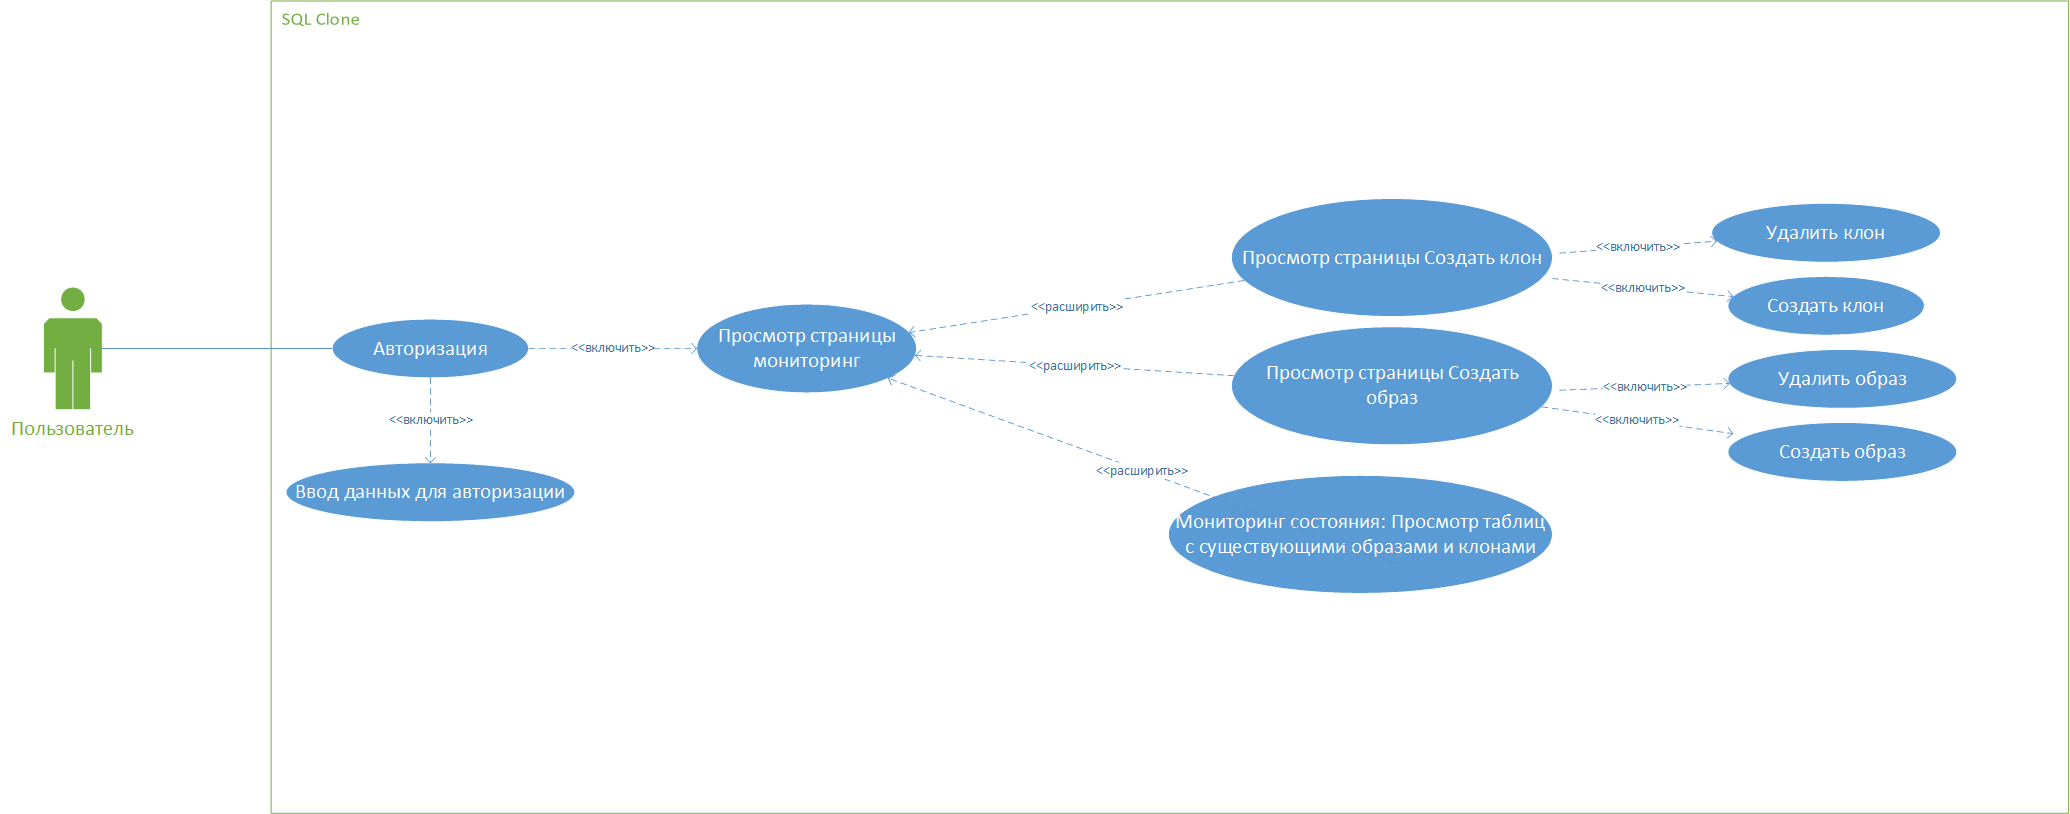 SQL Clone
Пользователь
Авторизация
<<включить>>
<<включить>>
Ввод данных для авторизации
Просмотр страницы
мониторинг
<<расширить>>
<<расширить>>
<<расширить>>
Просмотр страницы Создать клон
<<включить>>
<<включить>>
Удалить клон
Создать клон
Просмотр страницы Создать
образ
<<включить>>
<<включить>>
Удалить образ
Создать образ
Мониторинг состояния: Просмотр таблиц
с существующими образами и клонами